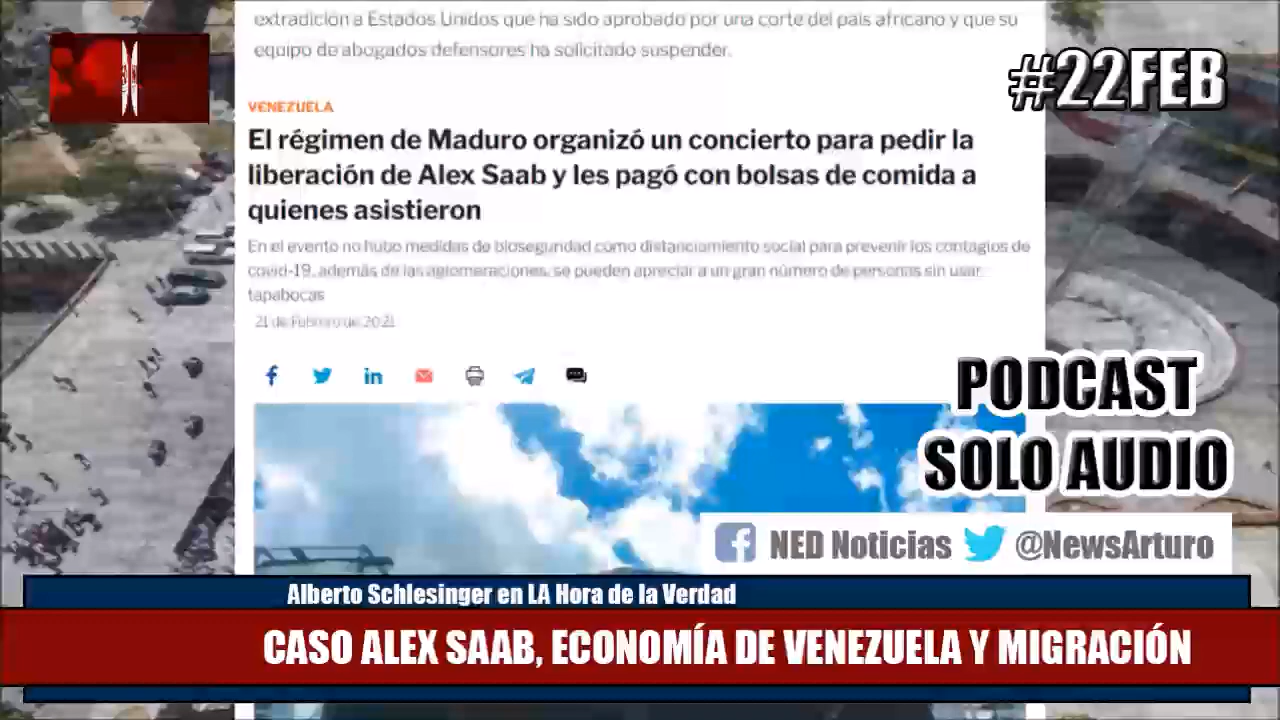 extradición a Estados Unidos que ha sido aprobado por una corte del país africano y que su
equipo de abogados defensores ha solicitado suspender.
#22FEB
VENEZUELA
El régimen de Maduro organizó un concierto para pedir la
liberación de Alex Saab y les pagó con bolsas de comida a
quienes asistieron
En el evento no hubo medidas de bioseguridad como distanciamiento social para prevenir los contagios de
covid-19, además de las aglomeraciones, se pueden apreciar a un gran número de personas sin usar
tapabocas
21 de Febrero de 2021
PODCAST
SOLO AUDIO
NED Noticias @NewsArturo
Alberto Schlesinger en LA Hora de la Verdad
CASO ALEX SAAB, ECONOMÍA DE VENEZUELA Y MIGRACIÓN